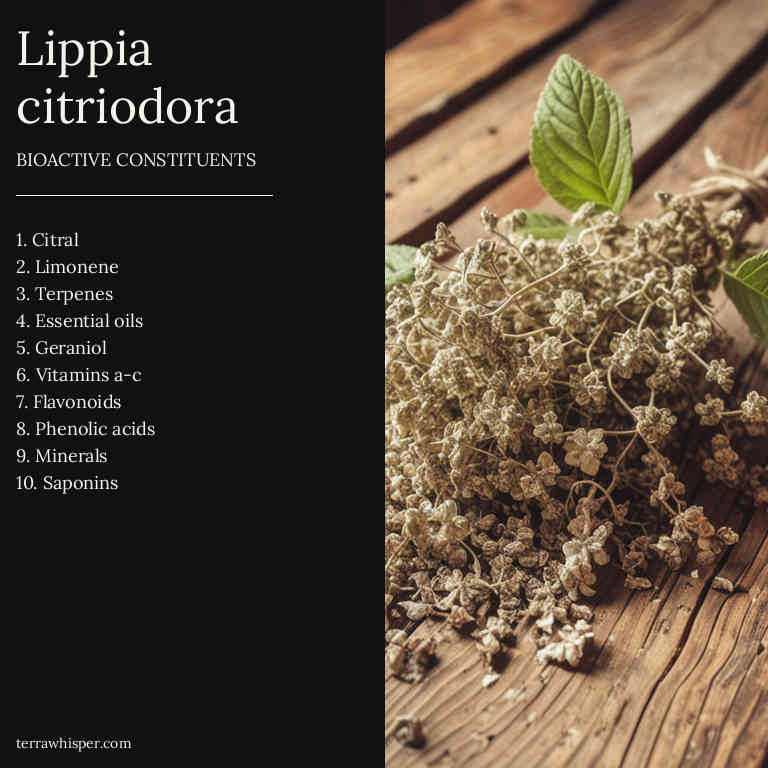 Lippia
citriodora
BIOACTIVE CONSTITUENTS
1. Citral
2. Limonene
3. Terpenes
4. Essential oils
5. Geraniol
6. Vitamins a-c
7. Flavonoids
8. Phenolic acids
9. Minerals
10. Saponins
terrawhisper.com